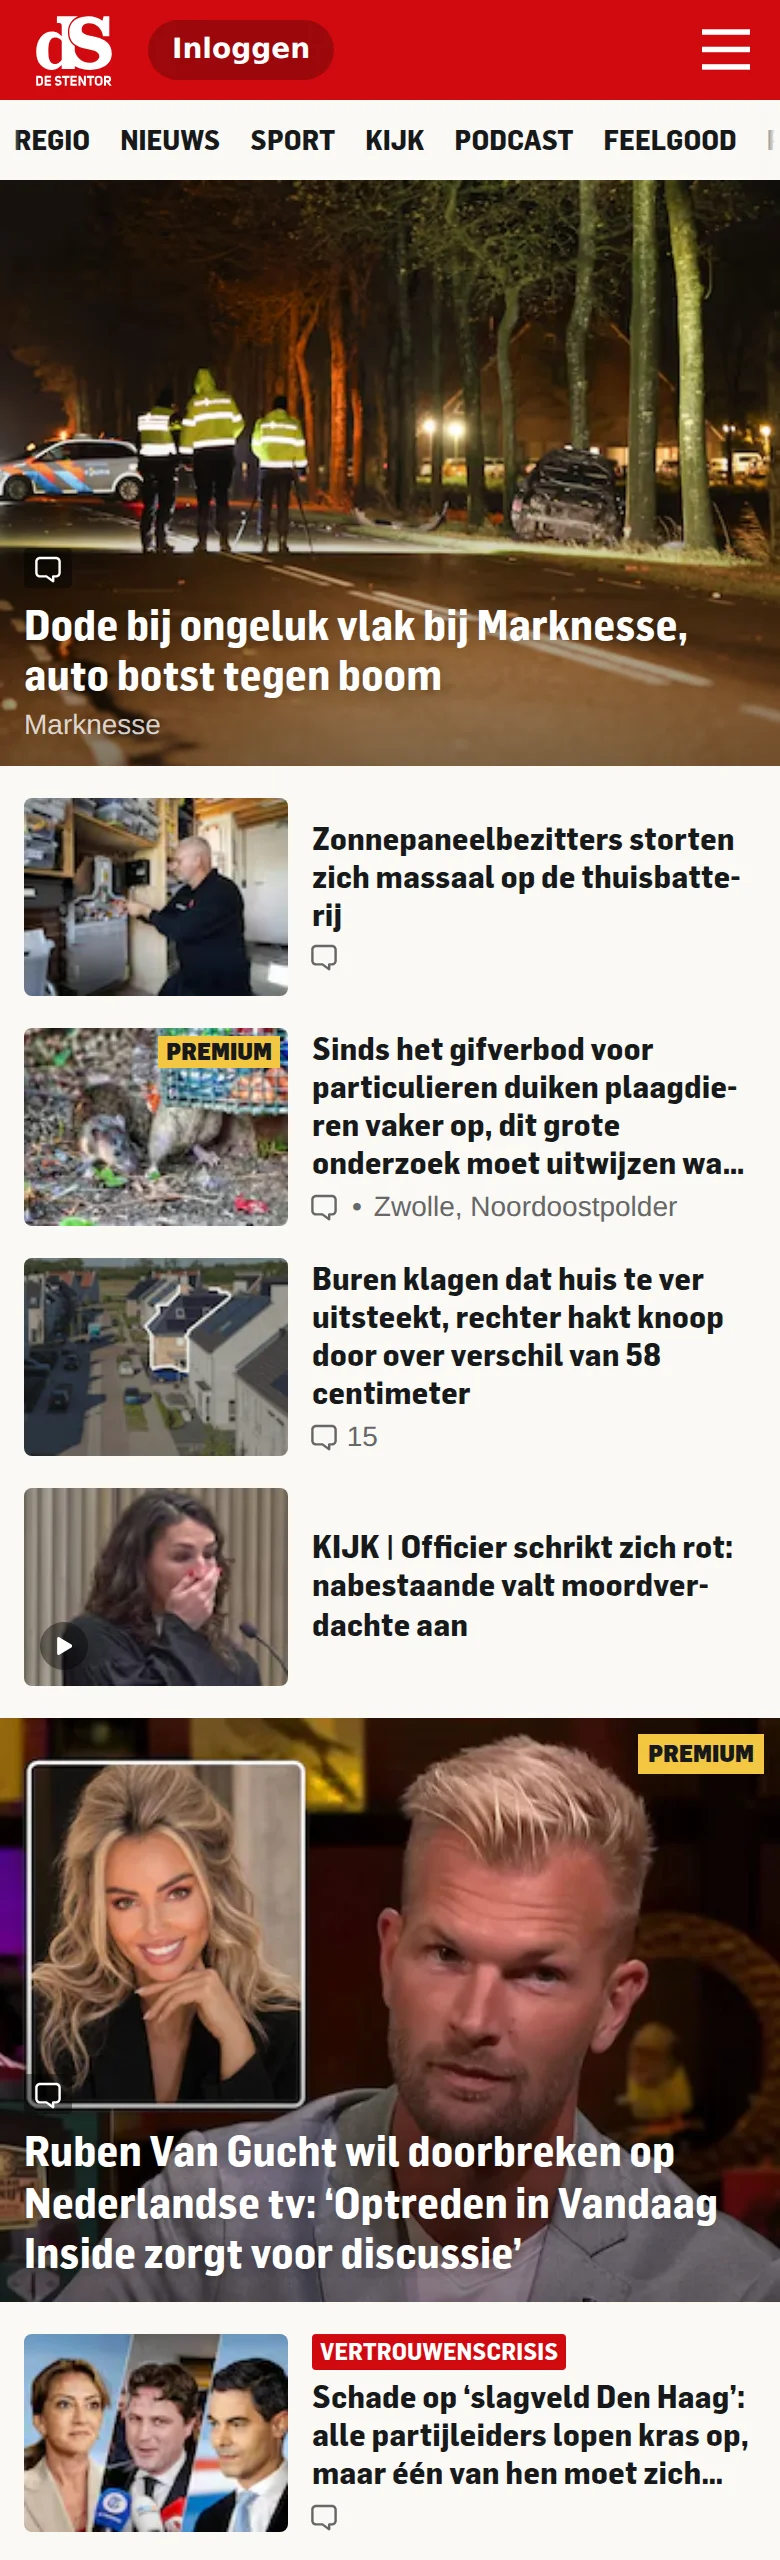 dS
DE STENTOR
Inloggen
REGIO NIEUWS SPORT KIJK PODCAST FEELGOOD
Dode bij ongeluk vlak bij Marknesse,
auto botst tegen boom
Marknesse
Zonnepaneelbezitters storten
zich massaal op de thuisbatte-
rij
PREMIUM
Sinds het gifverbod voor
particulieren duiken plaagdie-
ren vaker op, dit grote
onderzoek moet uitwijzen wa...
• Zwolle, Noordoostpolder
Buren klagen dat huis te ver
uitsteekt, rechter hakt knoop
door over verschil van 58
centimeter
15
KIJK | Officier schrikt zich rot:
nabestaande valt moordver-
dachte aan
PREMIUM
Ruben Van Gucht wil doorbreken op
Nederlandse tv: ‘Optreden in Vandaag
Inside zorgt voor discussie’
VERTROUWENSCRISIS
Schade op ‘slagveld Den Haag’:
alle partijleiders lopen kras op,
maar één van hen moet zich...